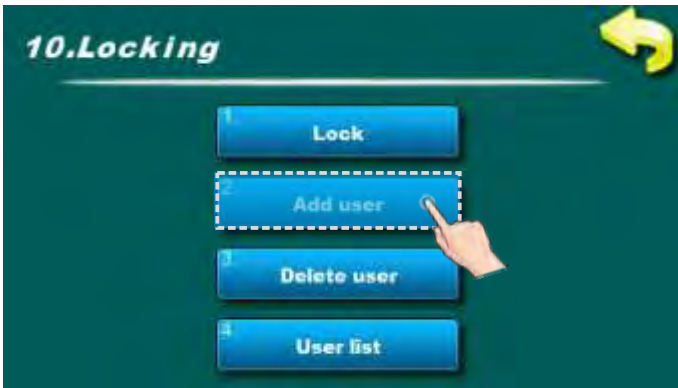 10.Locking
1
Lock
2
Add user
3
Delete user
4
User list